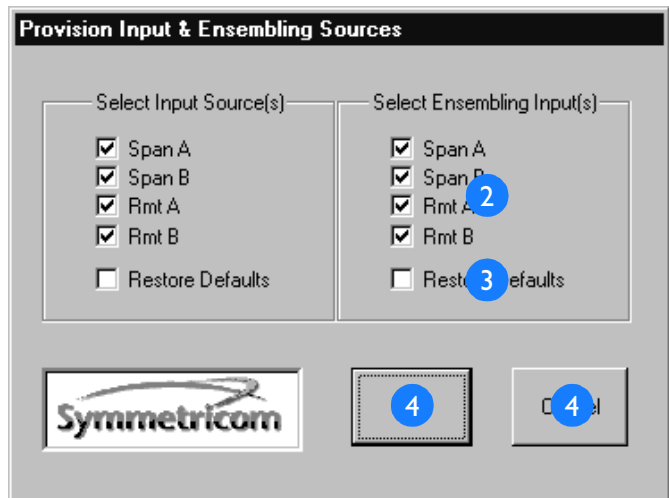 Provision Input & Ensembling Sources
Select Input Source(s)
Span A
Span B
Rmt A
Rmt B
Restore Defaults
Select Ensembling Input(s)
Span A
Span
2
Rmt A
Rmt B
3
Symmetricom
4
4